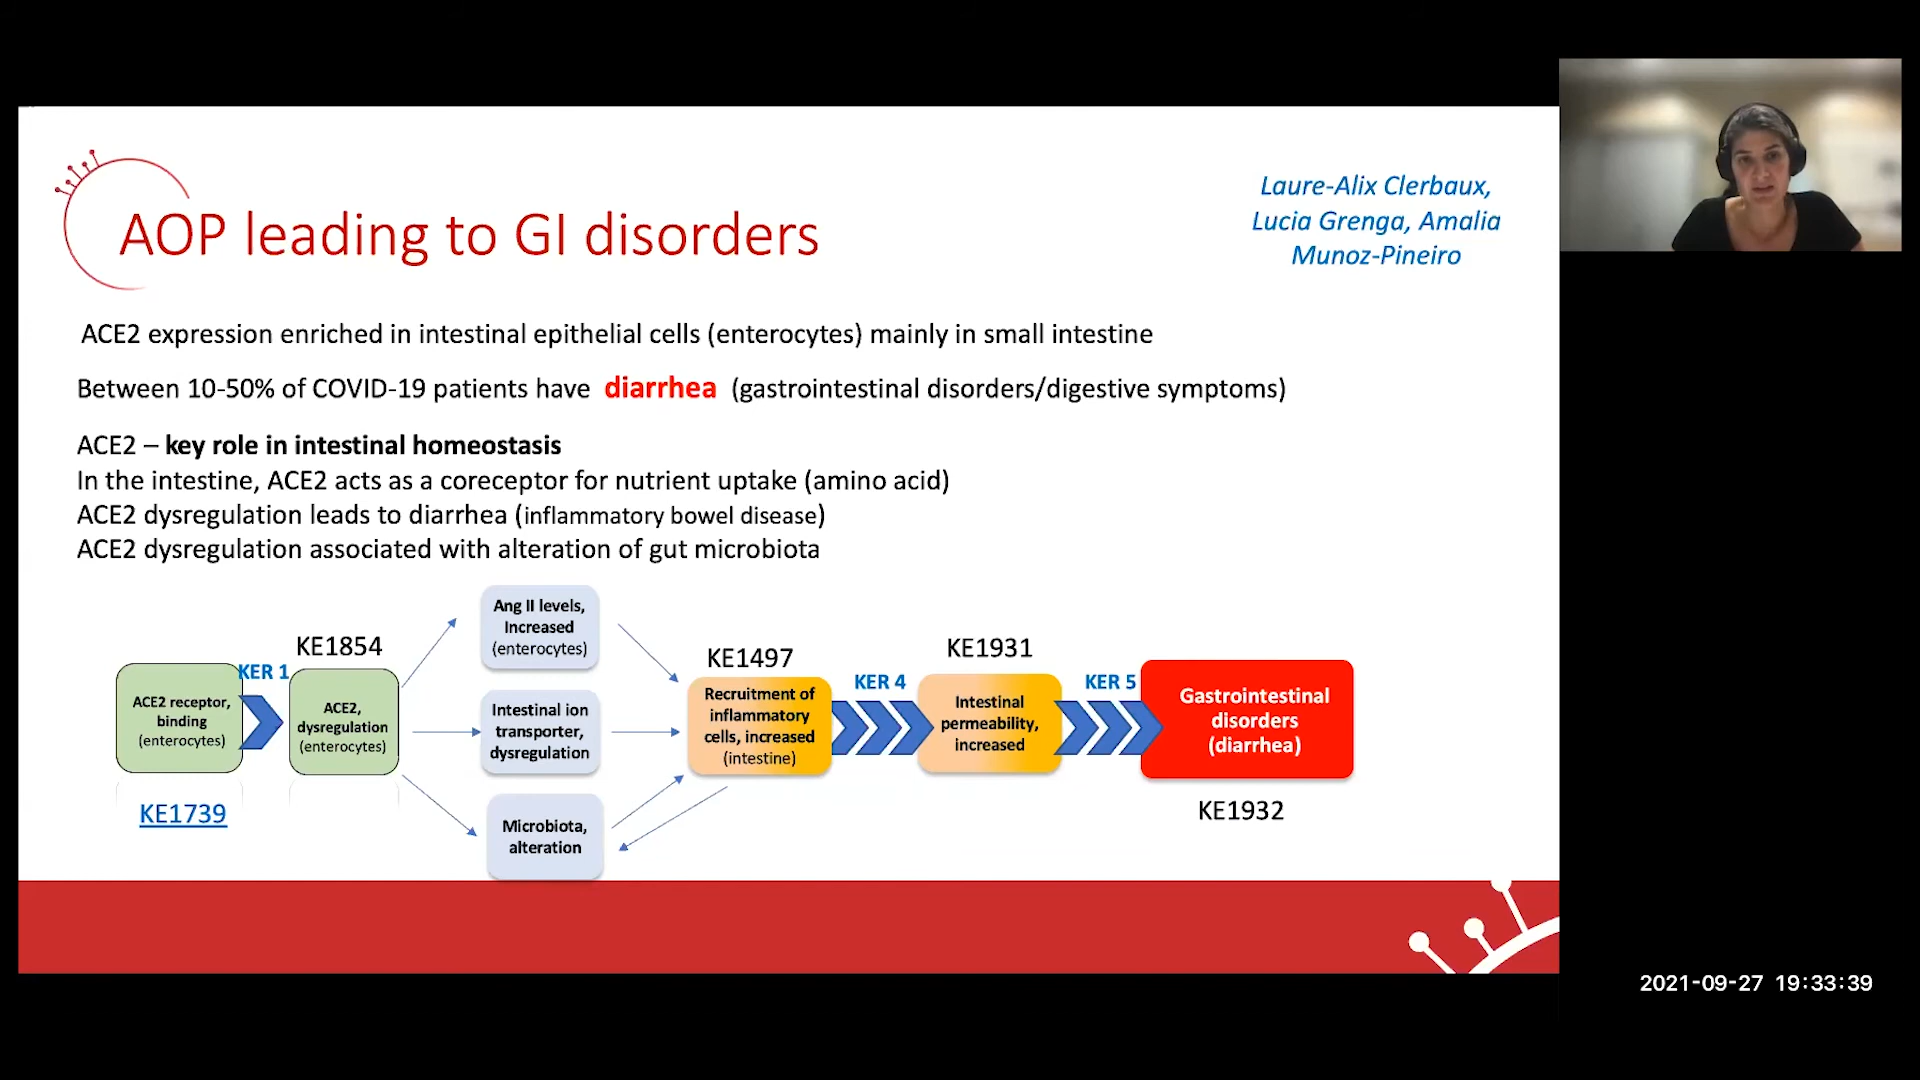 AOP leading to GI disorders
Laure-Alix Clerbaux,
Lucia Grenga, Amalia
Munoz-Pineiro
ACE2 expression enriched in intestinal epithelial cells (enterocytes) mainly in small intestine
Between 10-50% of COVID-19 patients have diarrhea (gastrointestinal disorders/digestive symptoms)
ACE2 – key role in intestinal homeostasis
In the intestine, ACE2 acts as a coreceptor for nutrient uptake (amino acid)
ACE2 dysregulation leads to diarrhea (inflammatory bowel disease)
ACE2 dysregulation associated with alteration of gut microbiota
ACE2 receptor,
binding
(enterocytes)
KE1739
KER 1
KE1854
ACE2,
dysregulation
(enterocytes)
Ang II levels,
Increased
(enterocytes)
Intestinal ion
transporter,
dysregulation
Microbiota,
alteration
KE1497
Recruitment of
inflammatory
cells, increased
(intestine)
KER 4
KE1931
Intestinal
permeability,
increased
KER 5
Gastrointestinal
disorders
(diarrhea)
KE1932
2021-09-27 19:33:39